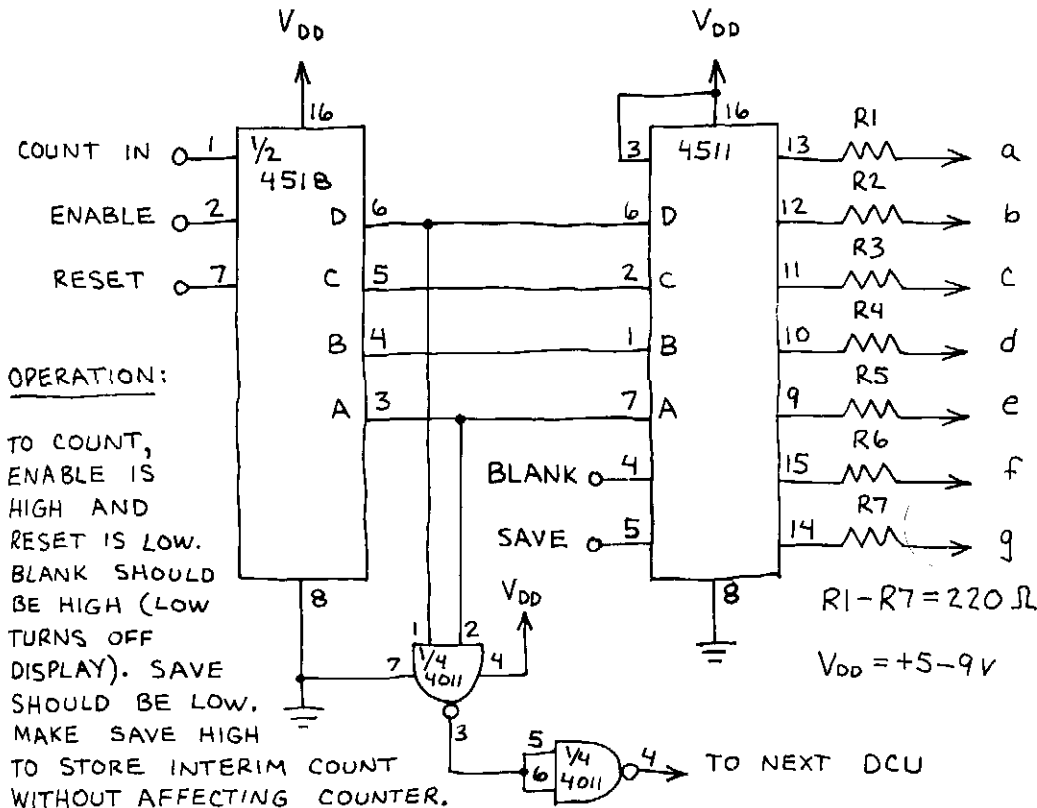 VDD
VDD
16
16
COUNT IN
1
1/2
4518
3
4511
13
R1
a
ENABLE
2
D
6
6
D
12
R2
b
RESET
7
C
5
2
C
11
R3
c
B
4
1
B
10
R4
d
A
3
7
A
9
R5
e
BLANK
4
15
R6
f
SAVE
5
14
R7
g
8
8
R1-R7 = 220 Ω
VDD = +5-9V
OPERATION:
TO COUNT,
ENABLE IS
HIGH AND
RESET IS LOW.
BLANK SHOULD
BE HIGH (LOW
TURNS OFF
DISPLAY). SAVE
SHOULD BE LOW.
MAKE SAVE HIGH
TO STORE INTERIM COUNT
WITHOUT AFFECTING COUNTER.
VDD
1
2
7
1/4
4011
4
3
5
6
1/4
4011
4
TO NEXT DCU